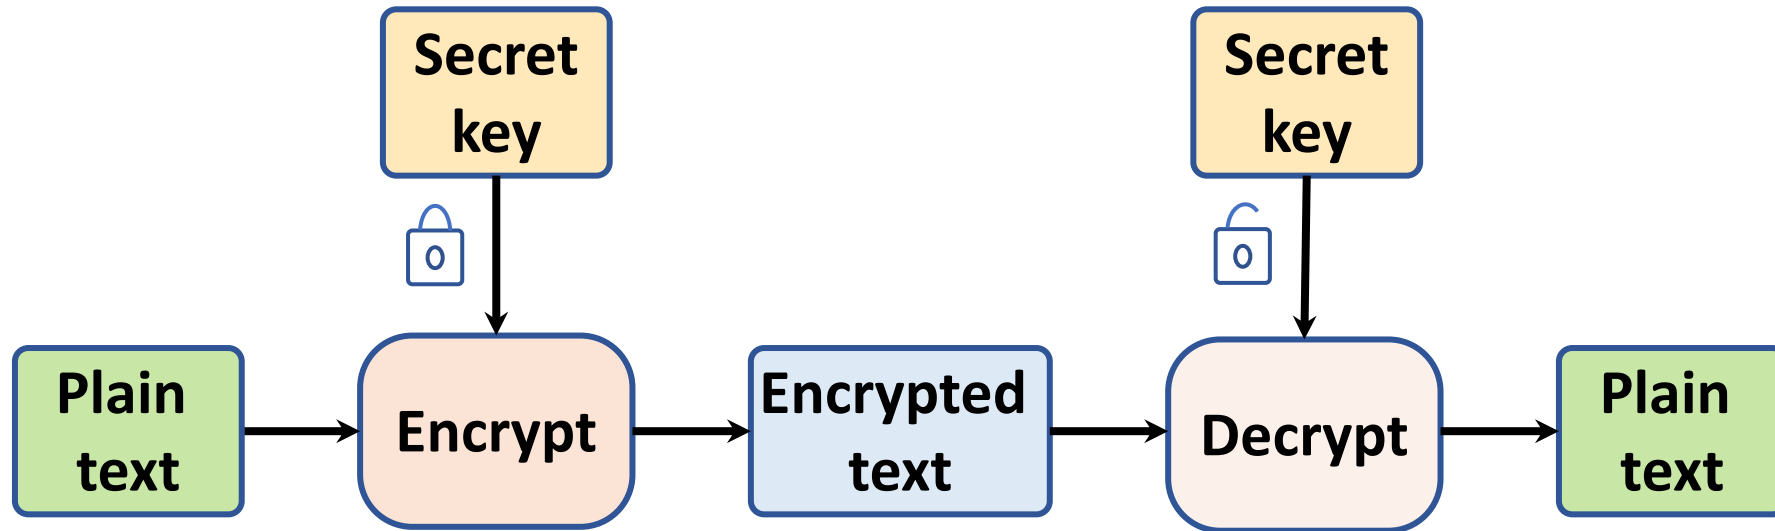 Secret
key
Secret
key
Plain
text
Encrypt
Encrypted
text
Decrypt
Plain
text